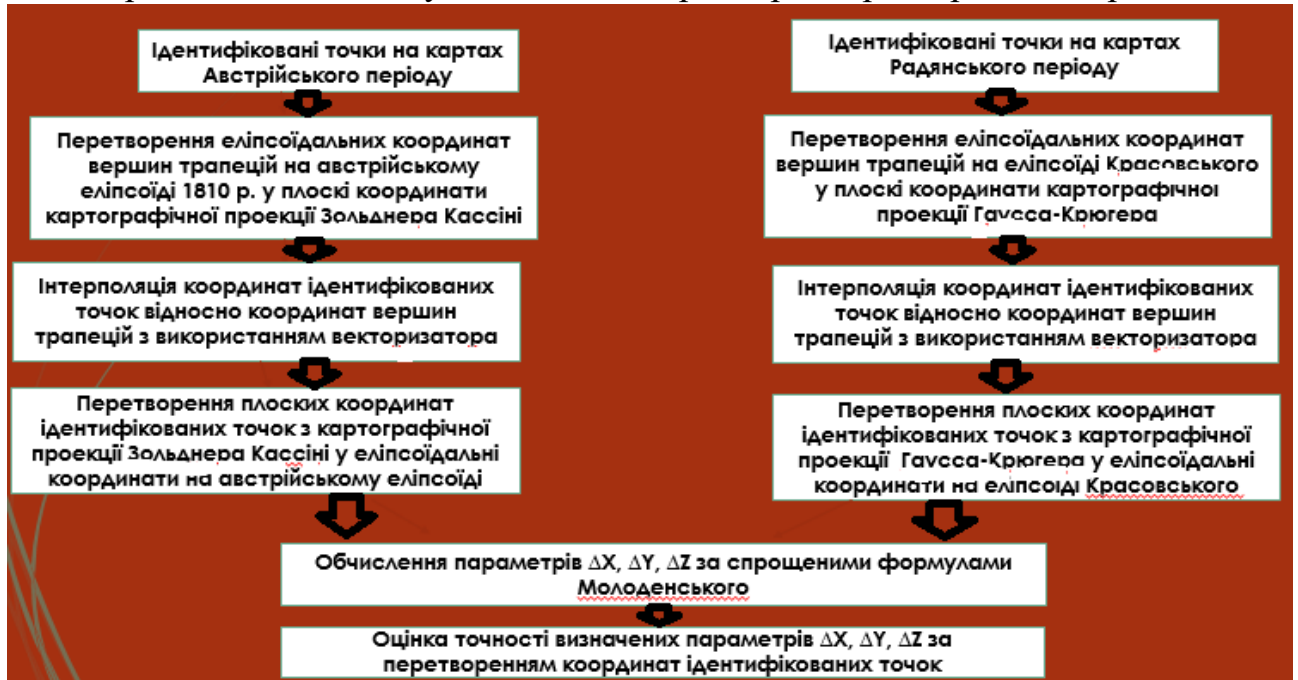 Ідентифіковані точки на картах
Австрійського періоду
Перетворення еліпсоїдальних координат
вершин трапецій на австрійському
еліпсоїді 1810 р. у плоскі координати
картографічної проекції Зольднера Кассіні
Інтерполяція координат ідентифікованих
точок відносно координат вершин
трапецій з використанням векторизатора
Перетворення плоских координат
ідентифікованих точок з картографічної
проекції Зольднера Кассіні у еліпсоїдальні
координати на австрійському еліпсоїді
Ідентифіковані точки на картах
Радянського періоду
Перетворення еліпсоїдальних координат
вершин трапецій на еліпсоїді Красовського
у плоскі координати картографічної
проекції Гаусса-Крюгера
Інтерполяція координат ідентифікованих
точок відносно координат вершин
трапецій з використанням векторизатора
Перетворення плоских координат
ідентифікованих точок з картографічної
проекції Гаусса-Крюгера у еліпсоїдальні
координати на еліпсоїді Красовського
Обчислення параметрів ΔX, ΔY, ΔZ за спрощеними формулами
Молоденського
Оцінка точності визначених параметрів ΔX, ΔY, ΔZ за
перетворенням координат ідентифікованих точок